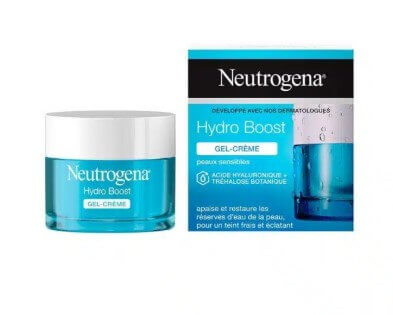 Neutrogena®
Hydro Boost
GEL-CRÈME
Neutrogena®
DÉVELOPPÉ AVEC NOS DERMATOLOGUES
Hydro Boost
GEL-CRÈME
peaux sensibles
ACIDE HYALURONIQUE +
TRÉHALOSE BOTANIQUE
apaise et restaure les
réserves d'eau de la peau,
pour un teint frais et éclatant